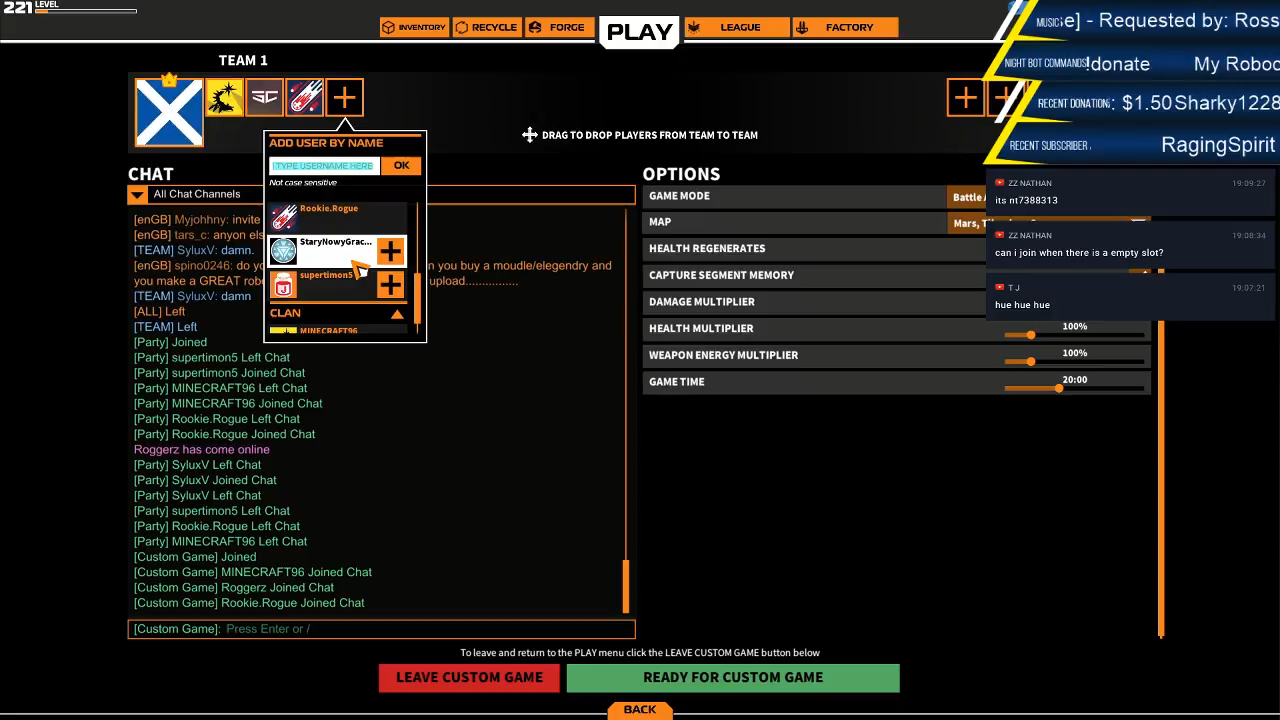 221 LEVEL
INVENTORY
RECYCLE
FORGE
PLAY
LEAGUE
FACTORY
MUSIC: e] - Requested by: Ross
NIGHT BOT COMMANDS: !donate My Roboc
RECENT DONATION: $1.50 Sharky1228
RECENT SUBSCRIBER RagingSpirit
TEAM 1
DRAG TO DROP PLAYERS FROM TEAM TO TEAM
ADD USER BY NAME
TYPE USERNAME HERE OK
Not case sensitive
Rookie.Rogue
StaryNowyGrac...
supertimon5
CLAN
MINECRAFT96
CHAT
All Chat Channels
[enGB] Myjohhny: invite
[enGB] tars_c: anyon els
[TEAM] SyluxV: damn.
[enGB] spino0246: do yo n you buy a moudle/elegendry and
you make a GREAT robo upload...............
[TEAM] SyluxV: damn
[ALL] Left
[TEAM] Left
[Party] Joined
[Party] supertimon5 Left Chat
[Party] supertimon5 Joined Chat
[Party] MINECRAFT96 Left Chat
[Party] MINECRAFT96 Joined Chat
[Party] Rookie.Rogue Left Chat
[Party] Rookie.Rogue Joined Chat
Roggerz has come online
[Party] SyluxV Left Chat
[Party] SyluxV Joined Chat
[Party] SyluxV Left Chat
[Party] supertimon5 Left Chat
[Party] Rookie.Rogue Left Chat
[Party] MINECRAFT96 Left Chat
[Custom Game] Joined
[Custom Game] MINECRAFT96 Joined Chat
[Custom Game] Roggerz Joined Chat
[Custom Game] Rookie.Rogue Joined Chat
[Custom Game]: Press Enter or /
OPTIONS
GAME MODE Battle
MAP Mars,
HEALTH REGENERATES
CAPTURE SEGMENT MEMORY
DAMAGE MULTIPLIER
HEALTH MULTIPLIER 100%
WEAPON ENERGY MULTIPLIER 100%
GAME TIME 20:00
ZZ NATHAN 19:09:27
its nt7388313
ZZ NATHAN 19:08:34
can i join when there is a empty slot?
T J 19:07:21
hue hue hue
To leave and return to the PLAY menu click the LEAVE CUSTOM GAME button below
LEAVE CUSTOM GAME
READY FOR CUSTOM GAME
BACK